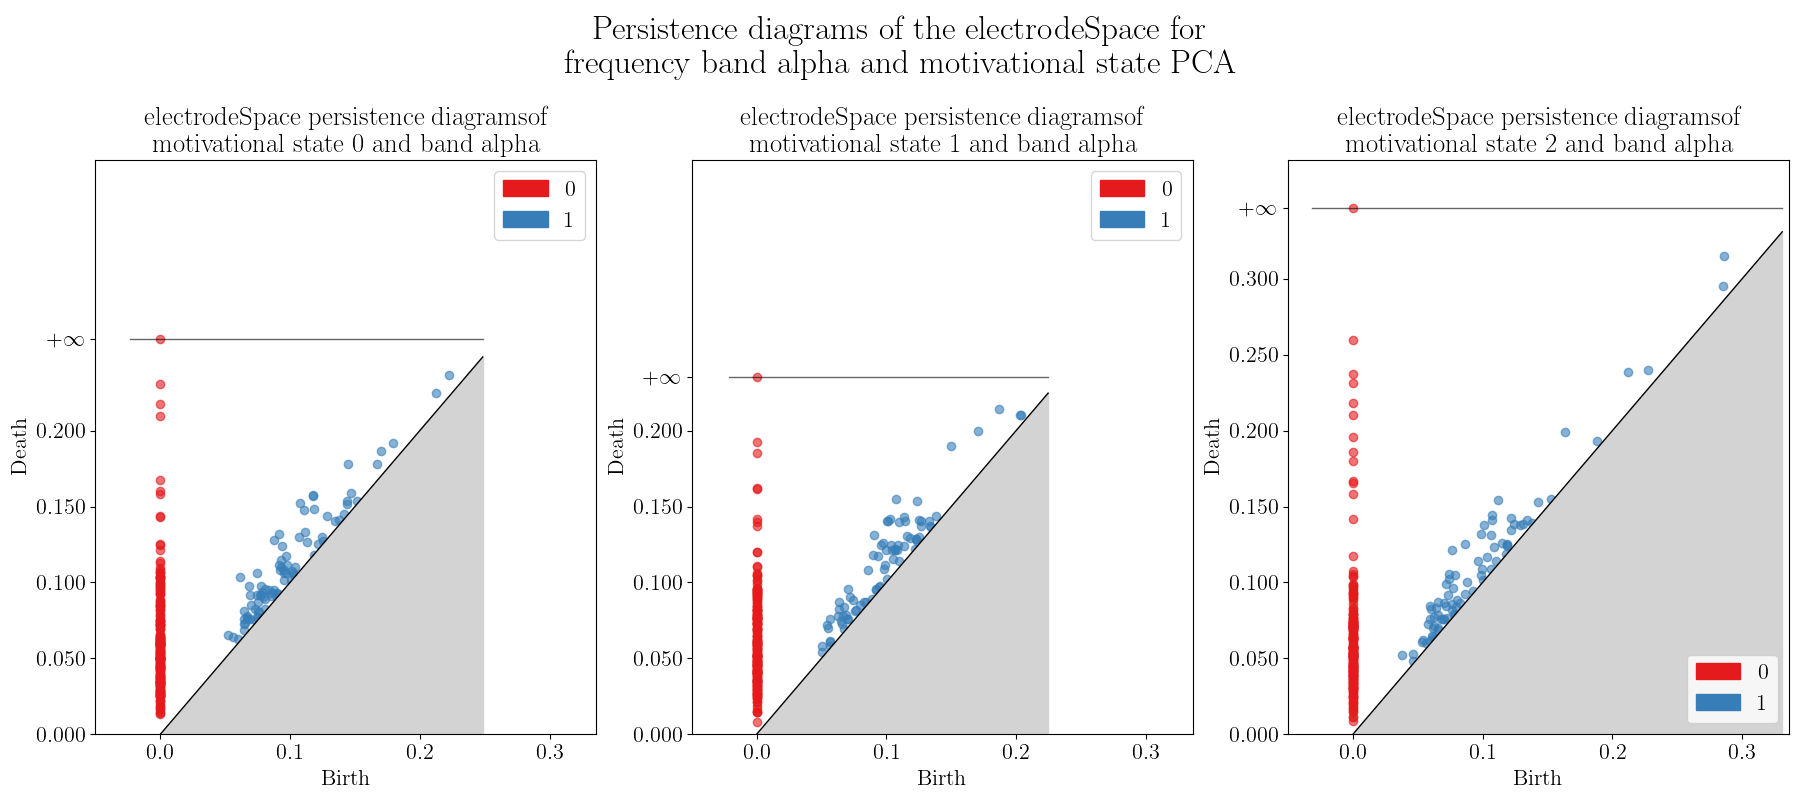 Persistence diagrams of the electrodeSpace for
frequency band alpha and motivational state PCA
electrodeSpace persistence diagramsof
motivational state 0 and band alpha
0
1
+∞
0.200
0.150
0.100
0.050
0.000
Death
0.0 0.1 0.2 0.3
Birth
electrodeSpace persistence diagramsof
motivational state 1 and band alpha
0
1
+∞
0.200
0.150
0.100
0.050
0.000
Death
0.0 0.1 0.2 0.3
Birth
electrodeSpace persistence diagramsof
motivational state 2 and band alpha
+∞
0.300
0.250
0.200
0.150
0.100
0.050
0.000
Death
0
1
0.0 0.1 0.2 0.3
Birth